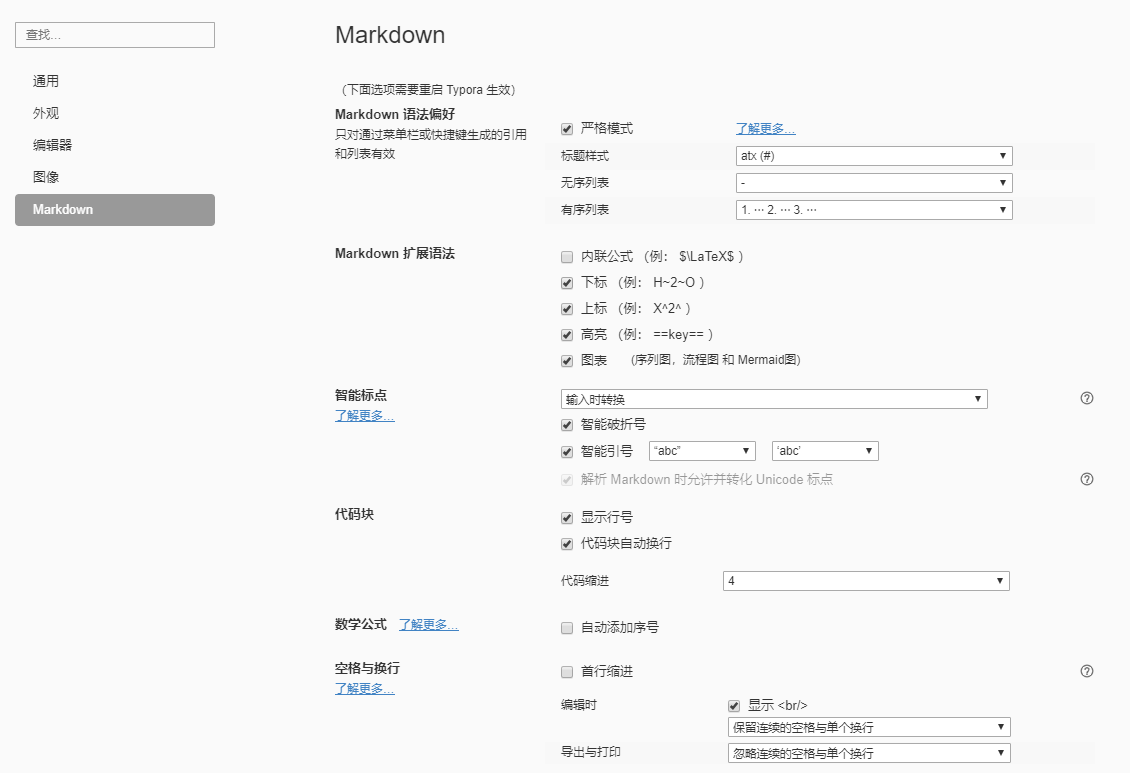 查找...
通用
外观
编辑器
图像
Markdown
Markdown
（下面选项需要重启 Typora 生效）
Markdown 语法偏好
只对通过菜单栏或快捷键生成的引用
和列表有效
严格模式 了解更多...
标题样式 atx (#)
无序列表 -
有序列表 1. ··· 2. ··· 3. ···
Markdown 扩展语法
内联公式 （例： $\LaTeX$ ）
下标 （例： H~2~O ）
上标 （例： X^2^ ）
高亮 （例： ==key== ）
图表 （序列图，流程图 和 Mermaid图）
智能标点
了解更多...
输入时转换
智能破折号
智能引号 “abc” ‘abc’
解析 Markdown 时允许并转化 Unicode 标点
代码块
显示行号
代码块自动换行
代码缩进 4
数学公式 了解更多...
自动添加序号
空格与换行
了解更多...
首行缩进
编辑时 显示 <br/>
保留连续的空格与单个换行
导出与打印 忽略连续的空格与单个换行